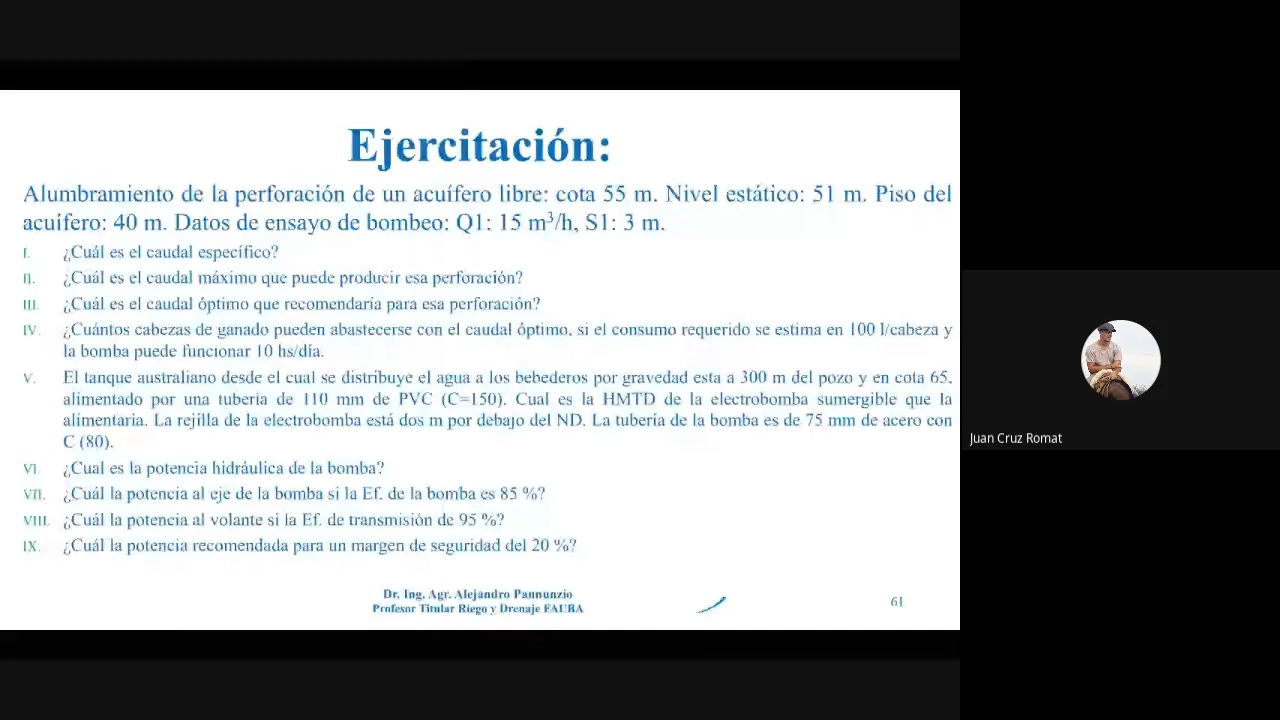 Ejercitación:
Alumbramiento de la perforación de un acuífero libre: cota 55 m. Nivel estático: 51 m. Piso del
acuífero: 40 m. Datos de ensayo de bombeo: Q1: 15 m³/h, S1: 3 m.
I. ¿Cuál es el caudal específico?
II. ¿Cuál es el caudal máximo que puede producir esa perforación?
III. ¿Cuál es el caudal óptimo que recomendaría para esa perforación?
IV. ¿Cuántos cabezas de ganado pueden abastecerse con el caudal óptimo, si el consumo requerido se estima en 100 l/cabeza y
la bomba puede funcionar 10 hs/día.
V. El tanque australiano desde el cual se distribuye el agua a los bebederos por gravedad esta a 300 m del pozo y en cota 65,
alimentado por una tubería de 110 mm de PVC (C=150). Cual es la HMTD de la electrobomba sumergible que la
alimentaría. La rejilla de la electrobomba está dos m por debajo del ND. La tubería de la bomba es de 75 mm de acero con
C (80).
VI. ¿Cual es la potencia hidráulica de la bomba?
VII. ¿Cuál la potencia al eje de la bomba si la Ef. de la bomba es 85 %?
VIII. ¿Cuál la potencia al volante si la Ef. de transmisión de 95 %?
IX. ¿Cuál la potencia recomendada para un margen de seguridad del 20 %?
Dr. Ing. Agr. Alejandro Pannunzio
Profesor Titular Riego y Drenaje FAUBA
61
Juan Cruz Romat